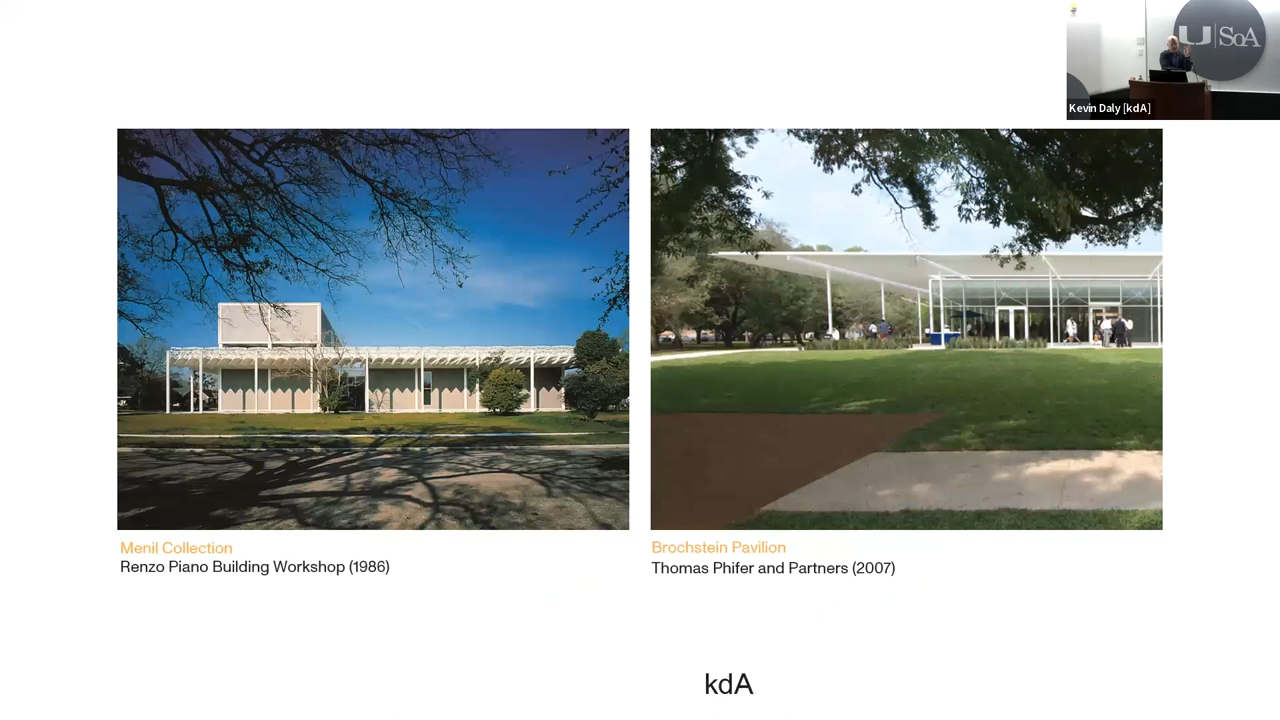 U | SoA
Kevin Daly [kdA]
Menil Collection
Renzo Piano Building Workshop (1986)
Brochstein Pavilion
Thomas Phifer and Partners (2007)
kdA